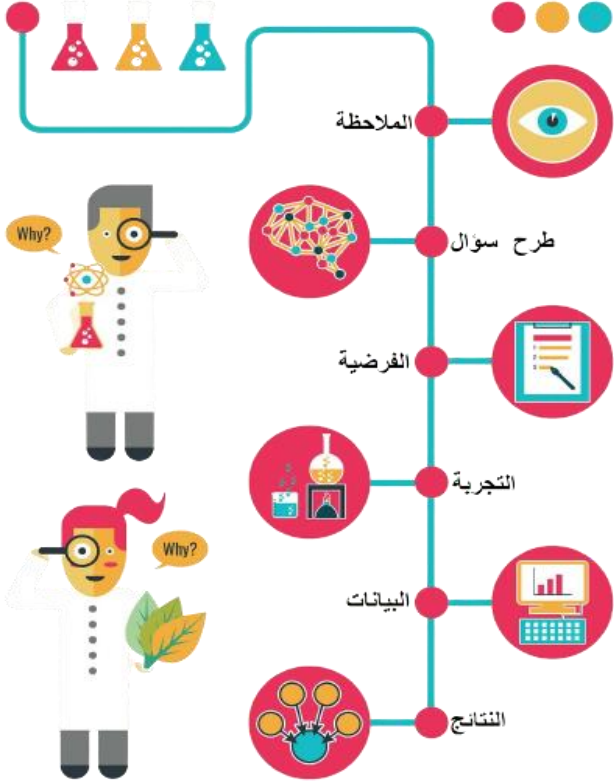 الملاحظة
طرح سؤال
Why?
الفرضية
التجربة
Why?
البيانات
النتائج